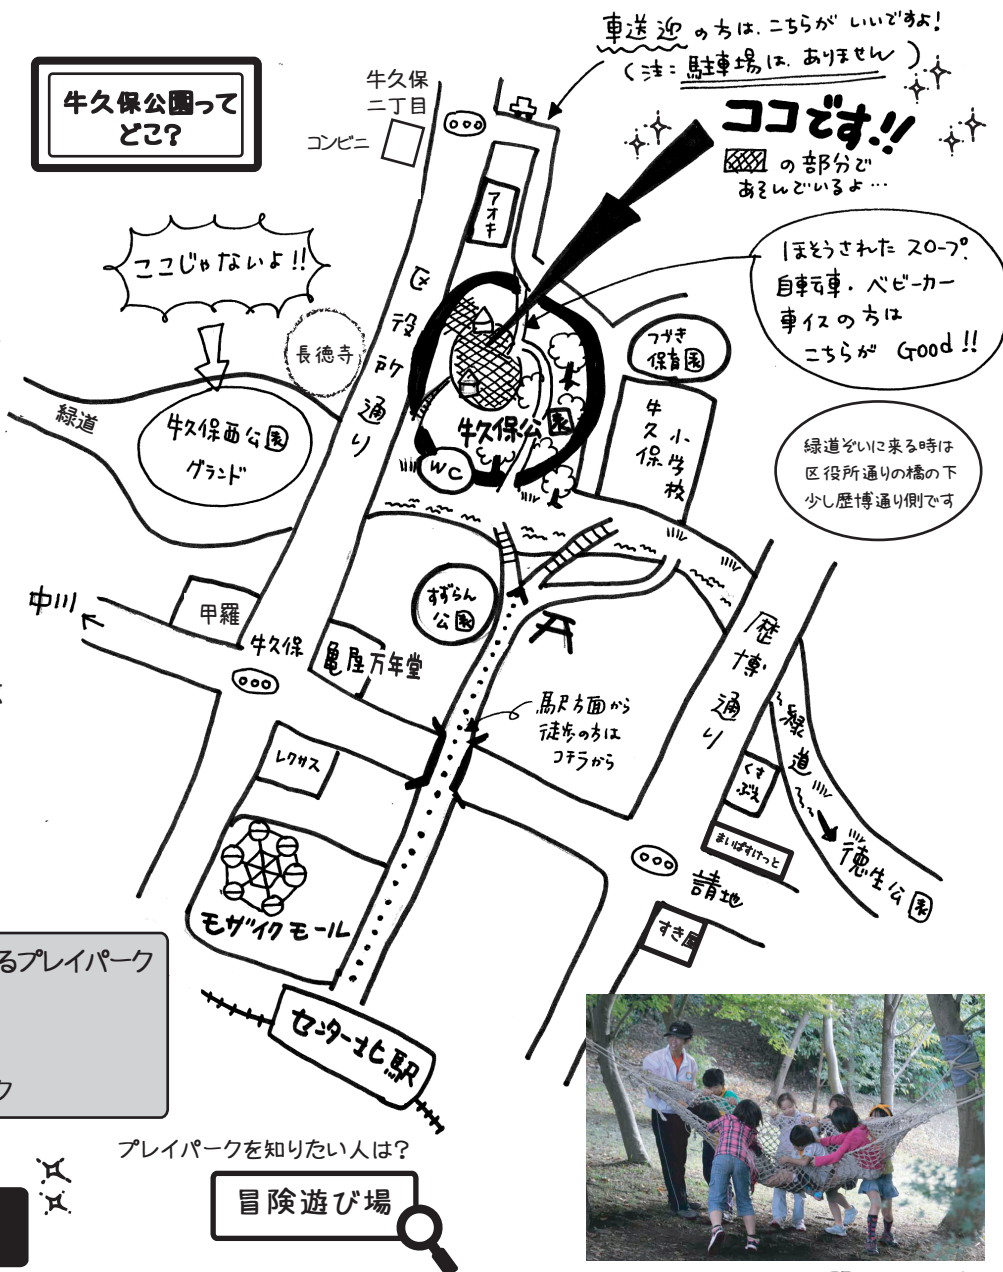 車送迎の方は、こちらがいいですよ!
(注:駐車場は、ありません)
牛久保公園って
どこ?
牛久保
二丁目
コンビニ
ココです!!
の部分で
あそんでいるよ…
アオキ
ここじゃないよ!!
ほそうされたスロープ。
自転車・ベビーカー
車イスの方は
こちらが Good!!
区役所通り
長徳寺
つづき
保育園
緑道
牛久保西公園
グランド
牛久保公園
WC
牛久保
小学校
緑道ぞいに来る時は
区役所通りの橋の下
少し歴博通り側です
中川
甲羅
すずらん
公園
牛久保
亀屋万年堂
歴博通り
駅方面から
徒歩の方は
コチラから
緑道
レクサス
くさ
ぶえ
まいばすけっと
徳生公園
請地
すき園
モザイクモール
るプレイパーク
センター北駅
ク
プレイパークを知りたい人は?
冒険遊び場